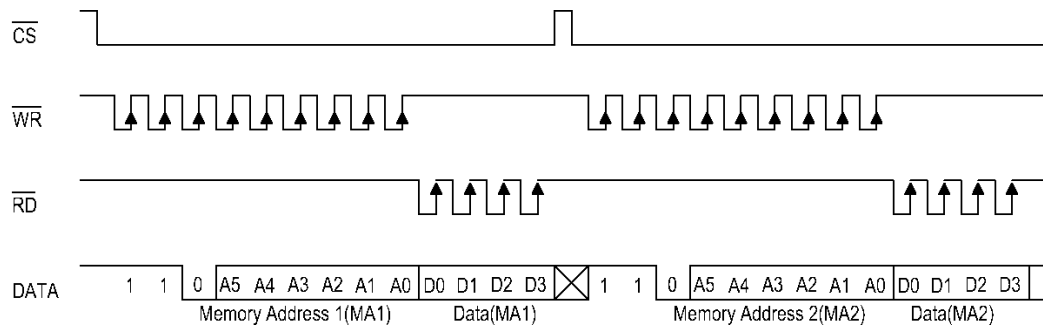 CS
WR
RD
DATA 1 1 0 A5 A4 A3 A2 A1 A0 D0 D1 D2 D3 1 1 0 A5 A4 A3 A2 A1 A0 D0 D1 D2 D3
Memory Address 1(MA1) Data(MA1) Memory Address 2(MA2) Data(MA2)